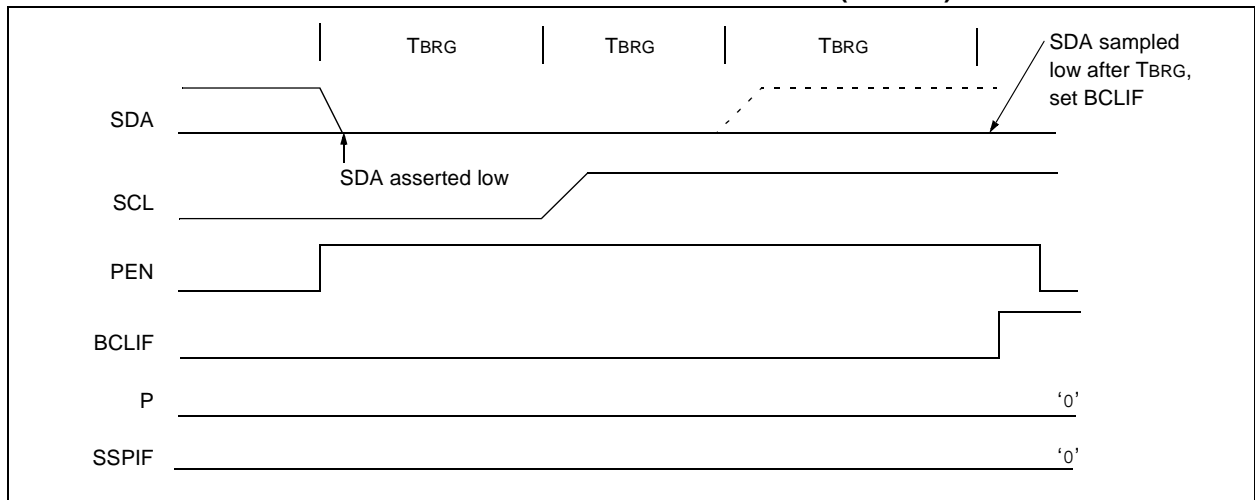 TBRG TBRG TBRG
SDA sampled
low after TBRG,
set BCLIF
SDA
SDA asserted low
SCL
PEN
BCLIF
P '0'
SSPIF '0'